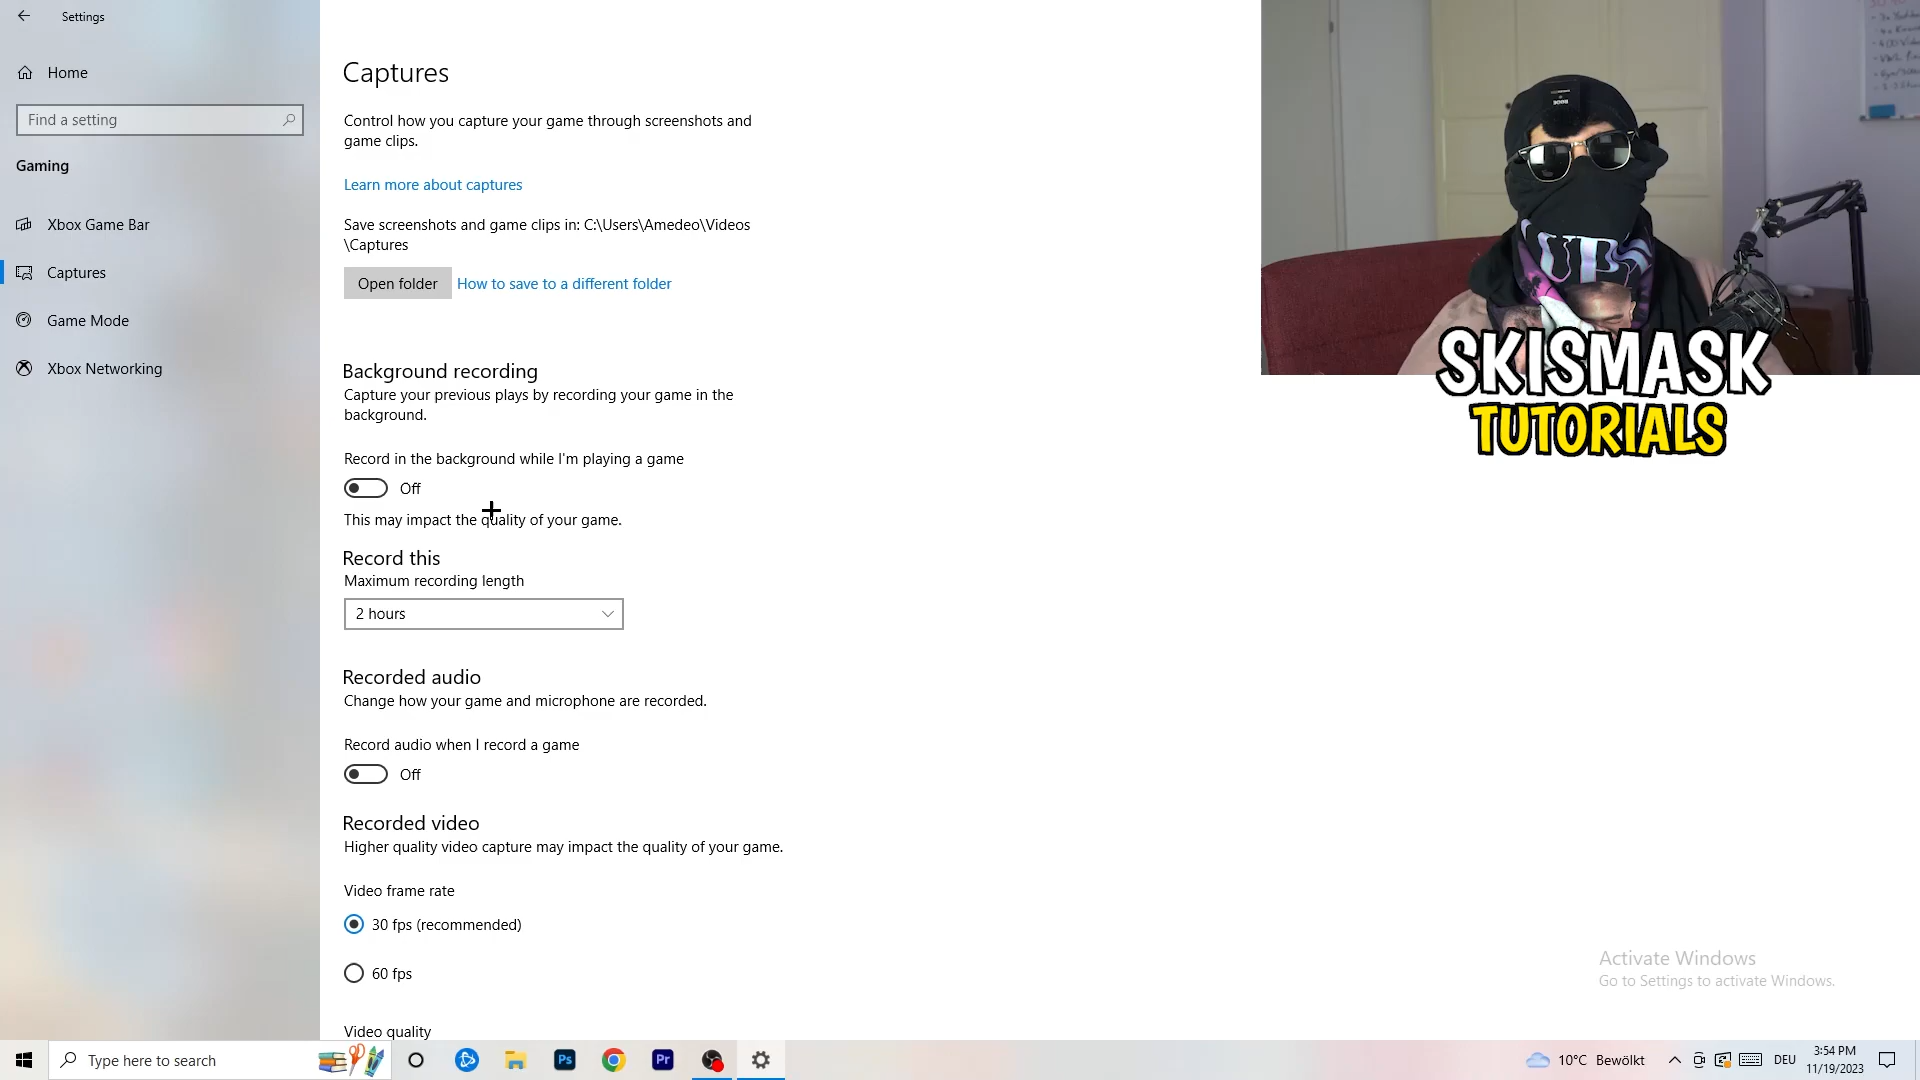 Settings
Home
Find a setting
Gaming
Xbox Game Bar
Captures
Game Mode
Xbox Networking
Captures
Control how you capture your game through screenshots and
game clips.
Learn more about captures
Save screenshots and game clips in: C:\Users\Amedeo\Videos
\Captures
Open folder
How to save to a different folder
Background recording
Capture your previous plays by recording your game in the
background.
Record in the background while I'm playing a game
Off
This may impact the quality of your game.
Record this
Maximum recording length
2 hours
Recorded audio
Change how your game and microphone are recorded.
Record audio when I record a game
Off
Recorded video
Higher quality video capture may impact the quality of your game.
Video frame rate
30 fps (recommended)
60 fps
Video quality
SKISMASK
TUTORIALS
Activate Windows
Go to Settings to activate Windows.
Type here to search
Ps
Pr
10°C Bewölkt
DEU
3:54 PM
11/19/2023